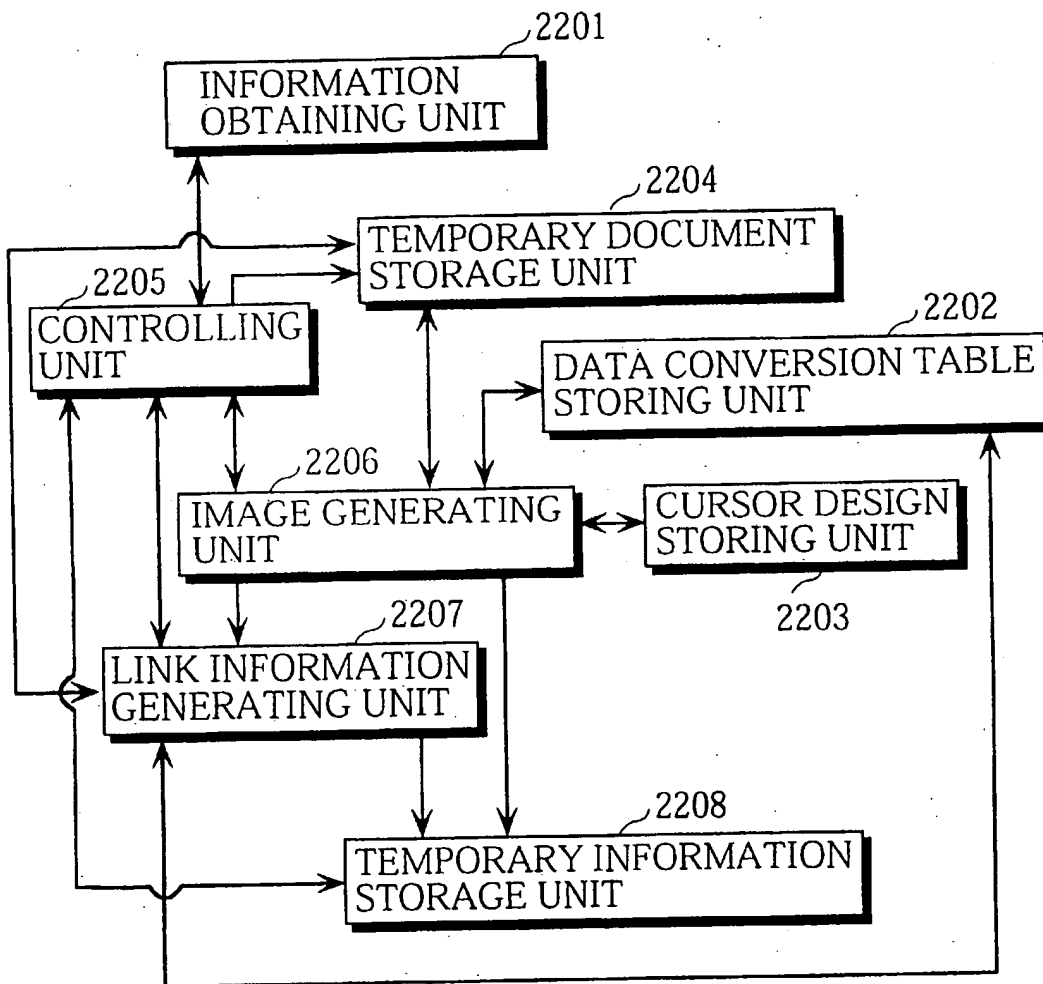 2201
INFORMATION
OBTAINING UNIT
2204
TEMPORARY DOCUMENT
STORAGE UNIT
2205
CONTROLLING
UNIT
2202
DATA CONVERSION TABLE
STORING UNIT
2206
IMAGE GENERATING
UNIT
CURSOR DESIGN
STORING UNIT
2203
2207
LINK INFORMATION
GENERATING UNIT
2208
TEMPORARY INFORMATION
STORAGE UNIT